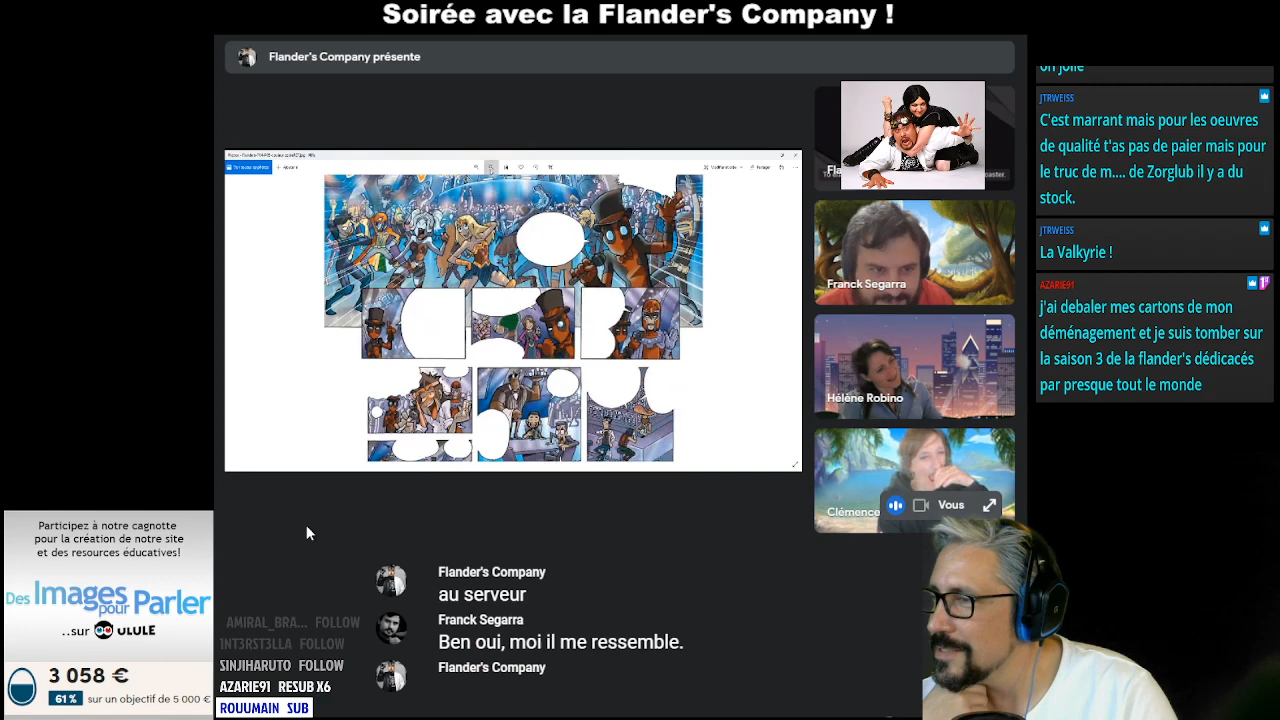 Soirée avec la Flander's Company !
Flander's Company présente
on jolie
JTRWEISS
C'est marrant mais pour les oeuvres
de qualité t'as pas de paier mais pour
le truc de m.... de Zorglub il y a du
stock.
JTRWEISS
La Valkyrie !
AZARIE91
j'ai debaler mes cartons de mon
déménagement et je suis tomber sur
la saison 3 de la flander's dédicacés
par presque tout le monde
Franck Segarra
Hélène Robino
Clémence
Vous
Participez à notre cagnotte
pour la création de notre site
et des resources éducatives!
Des Images pour Parler
..sur ULULE
3 058 €
61 % sur un objectif de 5 000 €
AMIRAL_BRA... FOLLOW
1NT3RST3LLA FOLLOW
SINJIHARUTO FOLLOW
AZARIE91 RESUB X6
ROUUMAIN SUB
Flander's Company
au serveur
Franck Segarra
Ben oui, moi il me ressemble.
Flander's Company